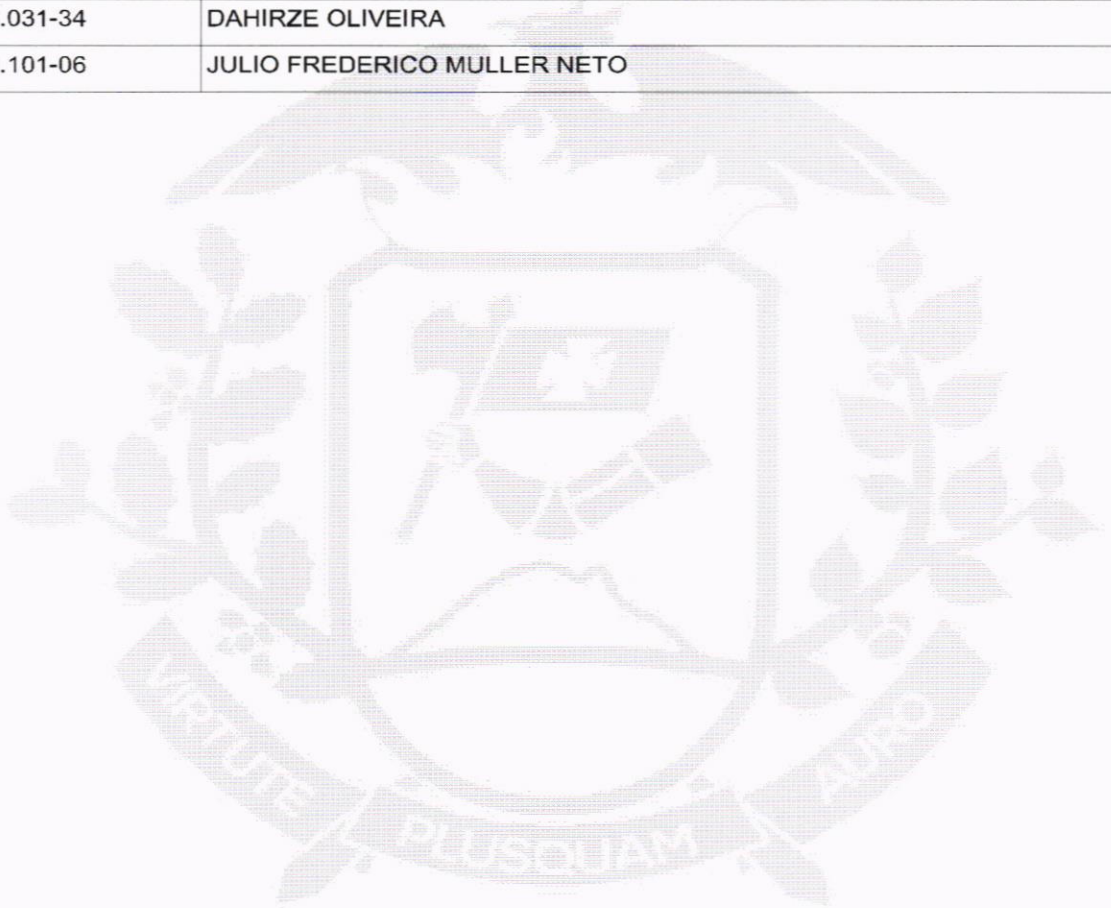 .031-34 DAHIRZE OLIVEIRA
.101-06 JULIO FREDERICO MULLER NETO
VIRTUTE PLUSQUAM AURO